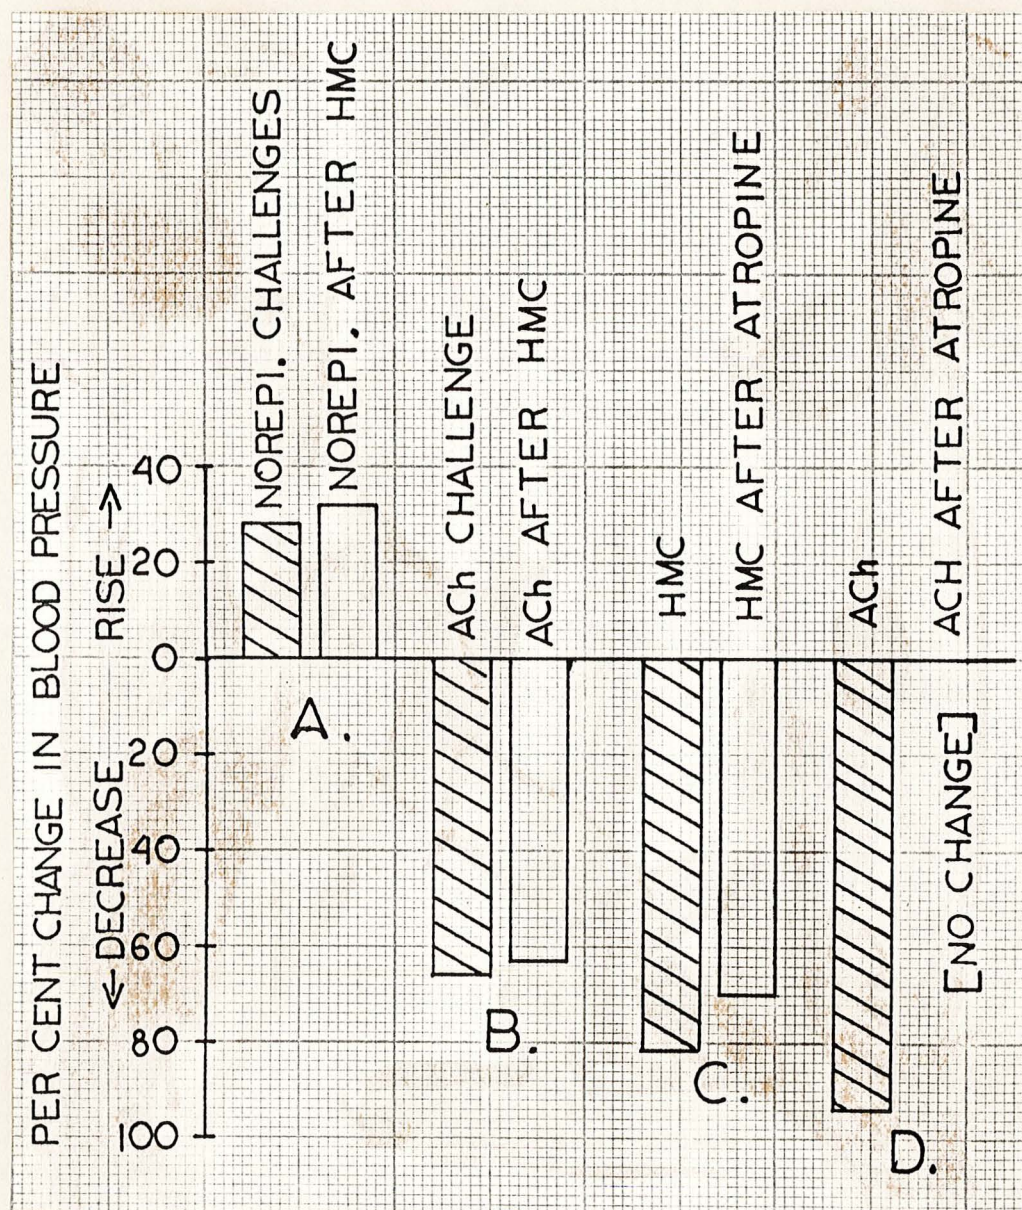 PER CENT CHANGE IN BLOOD PRESSURE
← DECREASE
RISE →
40
20
0
20
40
60
80
100
NOREPI. CHALLENGES
NOREPI. AFTER HMC
A.
ACh CHALLENGE
ACh AFTER HMC
B.
HMC
HMC AFTER ATROPINE
C.
ACh
ACH AFTER ATROPINE
[NO CHANGE]
D.